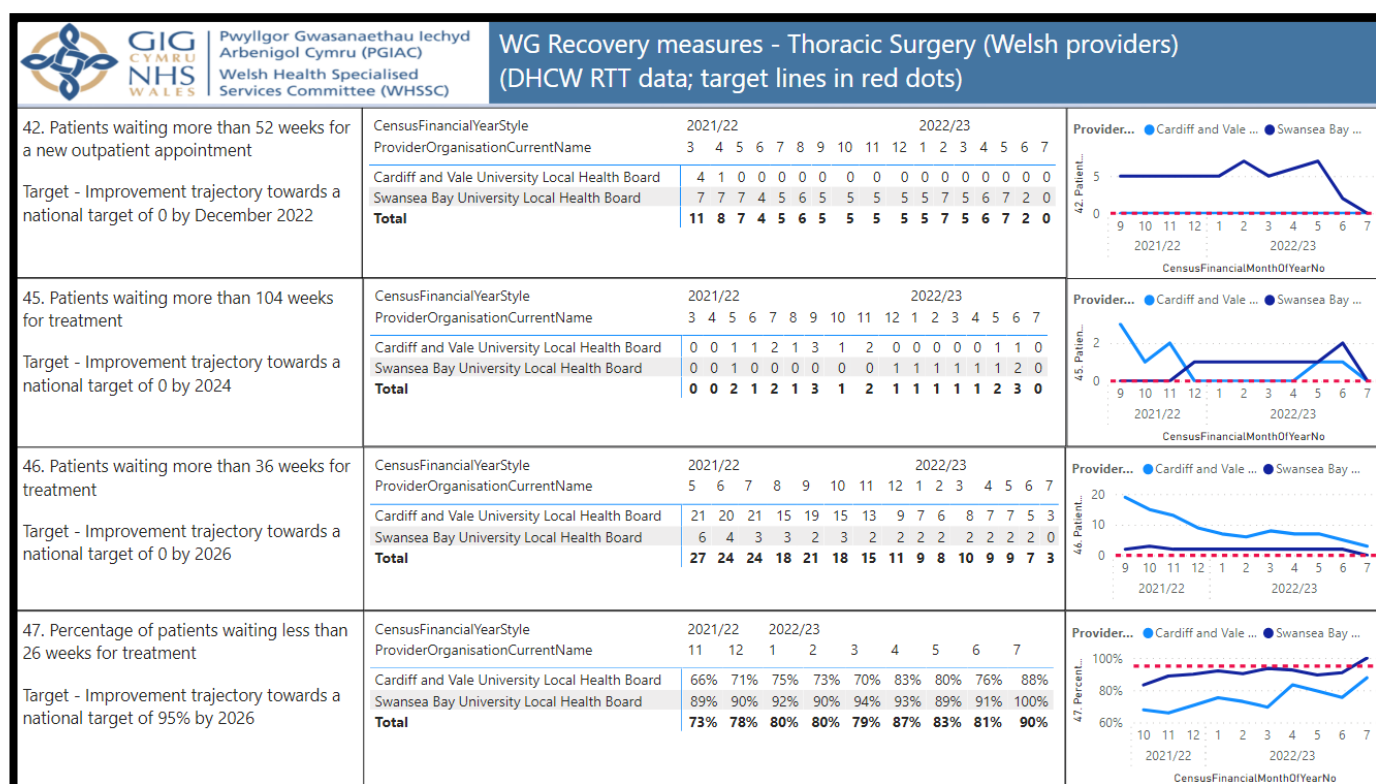 GIG
CYMRU
NHS
WALES
Pwyllgor Gwasanaethau Iechyd
Arbenigol Cymru (PGIAC)
Welsh Health Specialised
Services Committee (WHSSC)
WG Recovery measures - Thoracic Surgery (Welsh providers)
(DHCW RTT data; target lines in red dots)
42. Patients waiting more than 52 weeks for
a new outpatient appointment
Target - Improvement trajectory towards a
national target of 0 by December 2022
CensusFinancialYearStyle 2021/22 2022/23
ProviderOrganisationCurrentName 3 4 5 6 7 8 9 10 11 12 1 2 3 4 5 6 7
Cardiff and Vale University Local Health Board 4 1 0 0 0 0 0 0 0 0 0 0 0 0 0 0 0
Swansea Bay University Local Health Board 7 7 7 4 5 6 5 5 5 5 5 7 5 6 7 2 0
Total 11 8 7 4 5 6 5 5 5 5 5 7 5 6 7 2 0
Provider... Cardiff and Vale ... Swansea Bay ...
42. Patient...
5
0
9 10 11 12 1 2 3 4 5 6 7
2021/22 2022/23
CensusFinancialMonthOfYearNo
45. Patients waiting more than 104 weeks
for treatment
Target - Improvement trajectory towards a
national target of 0 by 2024
CensusFinancialYearStyle 2021/22 2022/23
ProviderOrganisationCurrentName 3 4 5 6 7 8 9 10 11 12 1 2 3 4 5 6 7
Cardiff and Vale University Local Health Board 0 0 1 1 2 1 3 1 2 0 0 0 0 0 1 1 0
Swansea Bay University Local Health Board 0 0 1 0 0 0 0 0 0 1 1 1 1 1 1 2 0
Total 0 0 2 1 2 1 3 1 2 1 1 1 1 1 2 3 0
Provider... Cardiff and Vale ... Swansea Bay ...
45. Patient...
2
0
9 10 11 12 1 2 3 4 5 6 7
2021/22 2022/23
CensusFinancialMonthOfYearNo
46. Patients waiting more than 36 weeks for
treatment
Target - Improvement trajectory towards a
national target of 0 by 2026
CensusFinancialYearStyle 2021/22 2022/23
ProviderOrganisationCurrentName 5 6 7 8 9 10 11 12 1 2 3 4 5 6 7
Cardiff and Vale University Local Health Board 21 20 21 15 19 15 13 9 7 6 8 7 7 5 3
Swansea Bay University Local Health Board 6 4 3 3 2 3 2 2 2 2 2 2 2 2 0
Total 27 24 24 18 21 18 15 11 9 8 10 9 9 7 3
Provider... Cardiff and Vale ... Swansea Bay ...
46. Patient...
20
10
0
9 10 11 12 1 2 3 4 5 6 7
2021/22 2022/23
47. Percentage of patients waiting less than
26 weeks for treatment
Target - Improvement trajectory towards a
national target of 95% by 2026
CensusFinancialYearStyle 2021/22 2022/23
ProviderOrganisationCurrentName 11 12 1 2 3 4 5 6 7
Cardiff and Vale University Local Health Board 66% 71% 75% 73% 70% 83% 80% 76% 88%
Swansea Bay University Local Health Board 89% 90% 92% 90% 94% 93% 89% 91% 100%
Total 73% 78% 80% 80% 79% 87% 83% 81% 90%
Provider... Cardiff and Vale ... Swansea Bay ...
47. Percent...
100%
80%
60%
10 11 12 1 2 3 4 5 6 7
2021/22 2022/23
CensusFinancialMonthOfYearNo